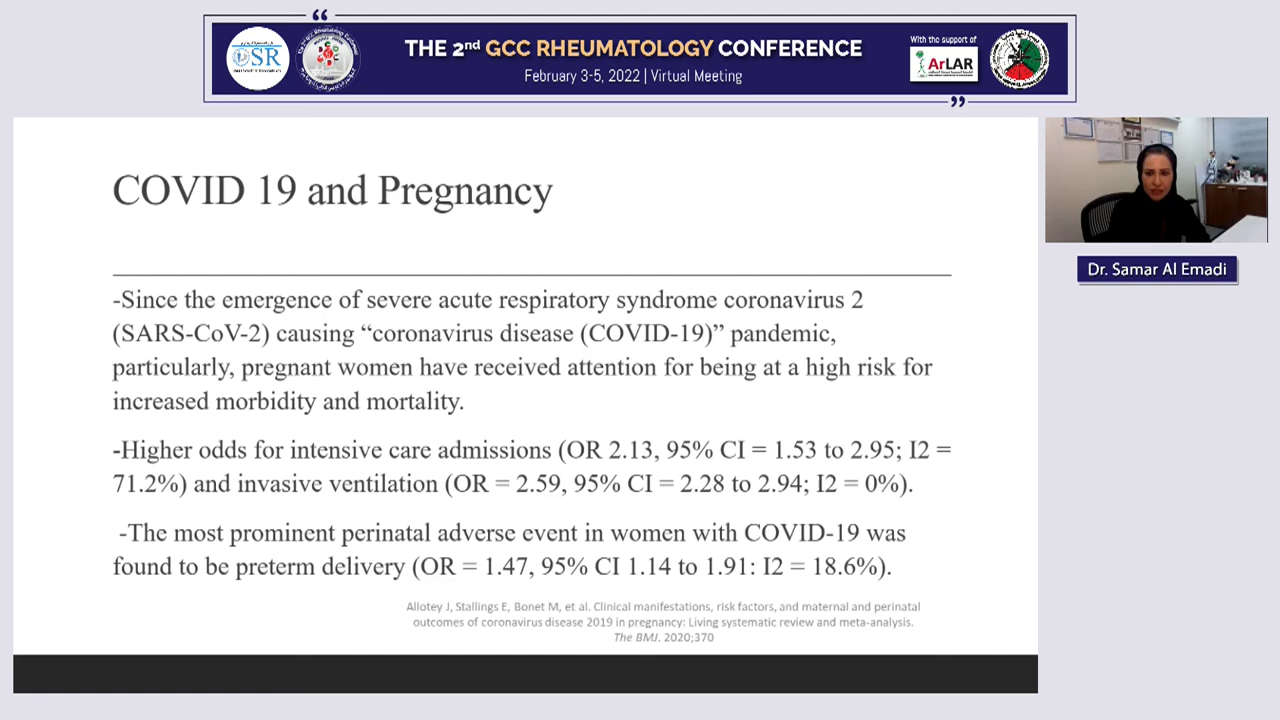 “
THE 2nd GCC RHEUMATOLOGY CONFERENCE
February 3-5, 2022 | Virtual Meeting
With the support of
OSR
ArLAR
”
COVID 19 and Pregnancy
Dr. Samar Al Emadi
-Since the emergence of severe acute respiratory syndrome coronavirus 2
(SARS-CoV-2) causing “coronavirus disease (COVID-19)” pandemic,
particularly, pregnant women have received attention for being at a high risk for
increased morbidity and mortality.
-Higher odds for intensive care admissions (OR 2.13, 95% CI = 1.53 to 2.95; I2 =
71.2%) and invasive ventilation (OR = 2.59, 95% CI = 2.28 to 2.94; I2 = 0%).
-The most prominent perinatal adverse event in women with COVID-19 was
found to be preterm delivery (OR = 1.47, 95% CI 1.14 to 1.91: I2 = 18.6%).
Allotey J, Stallings E, Bonet M, et al. Clinical manifestations, risk factors, and maternal and perinatal
outcomes of coronavirus disease 2019 in pregnancy: Living systematic review and meta-analysis.
The BMJ. 2020;370